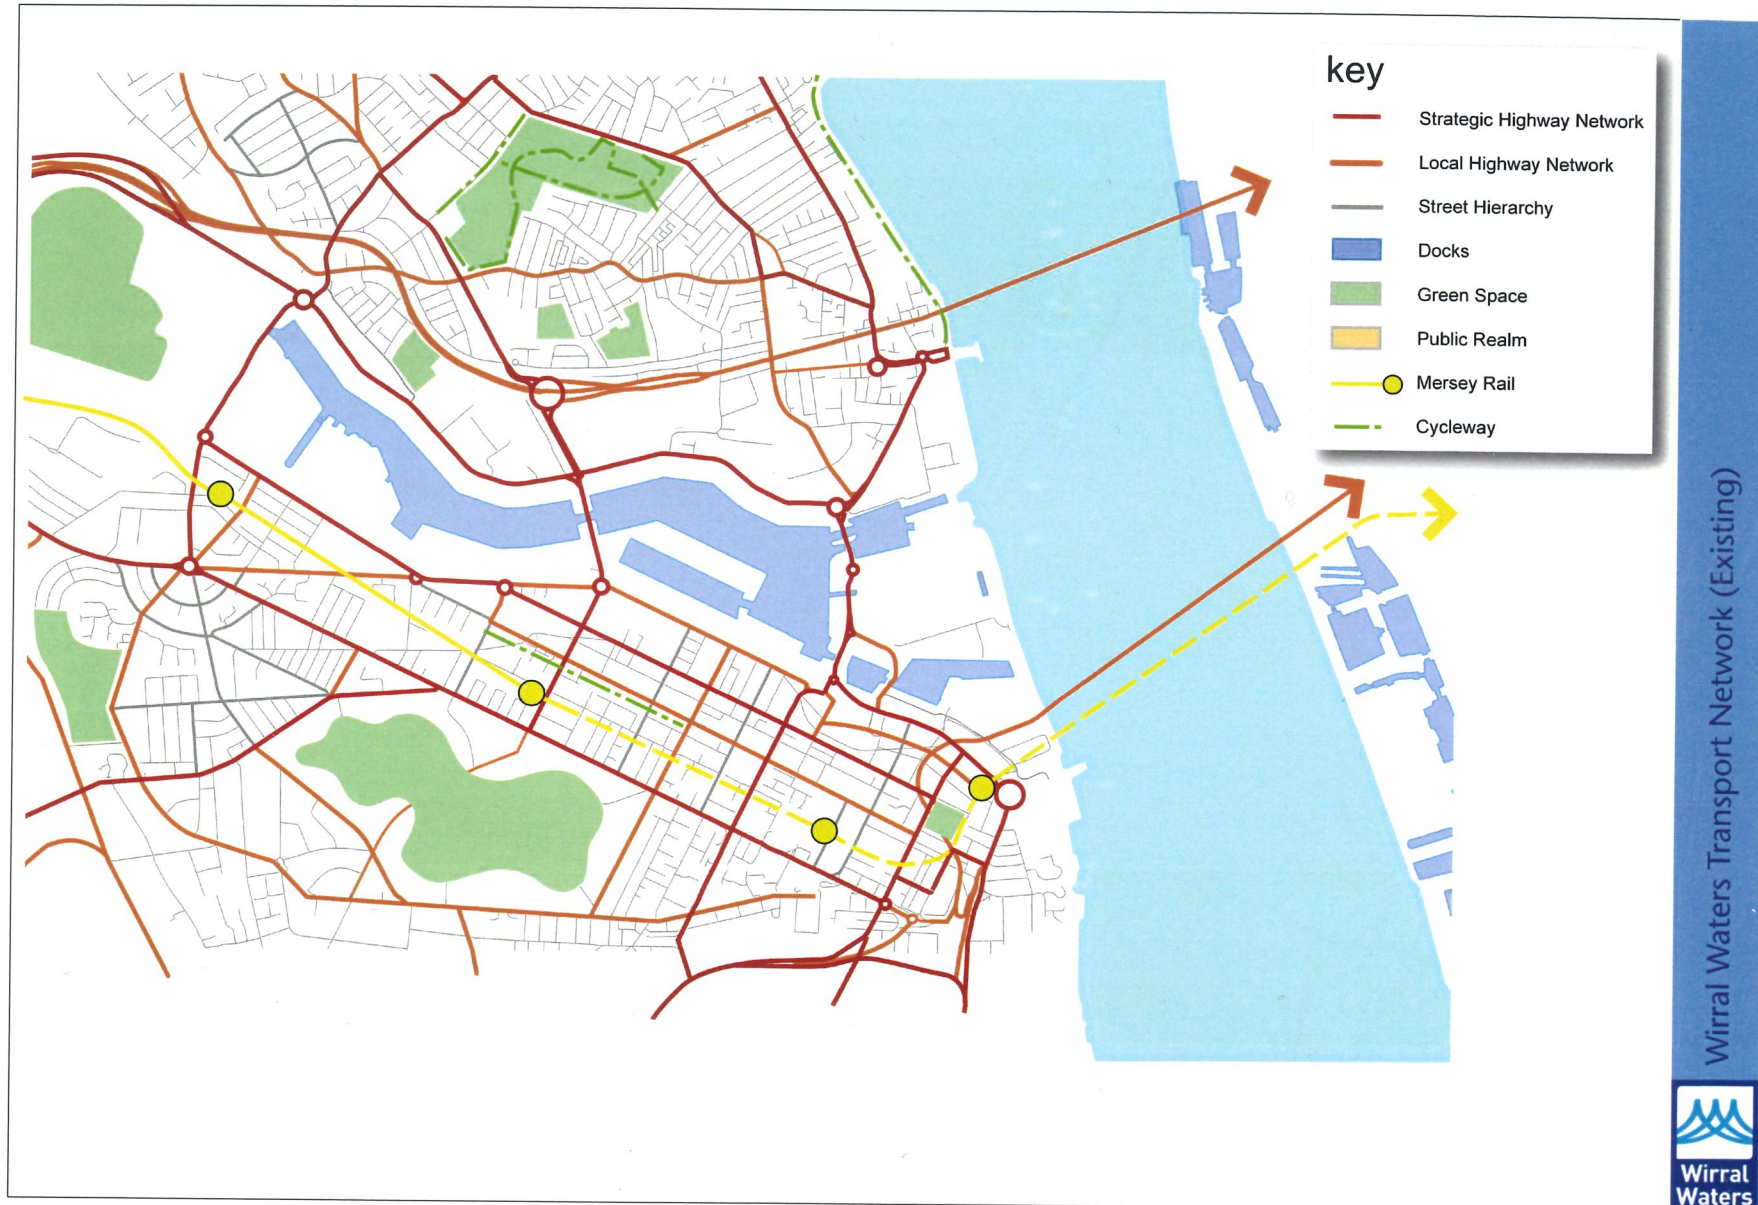 key
Strategic Highway Network
Local Highway Network
Street Hierarchy
Docks
Green Space
Public Realm
Mersey Rail
Cycleway
Wirral Waters Transport Network (Existing)
Wirral
Waters